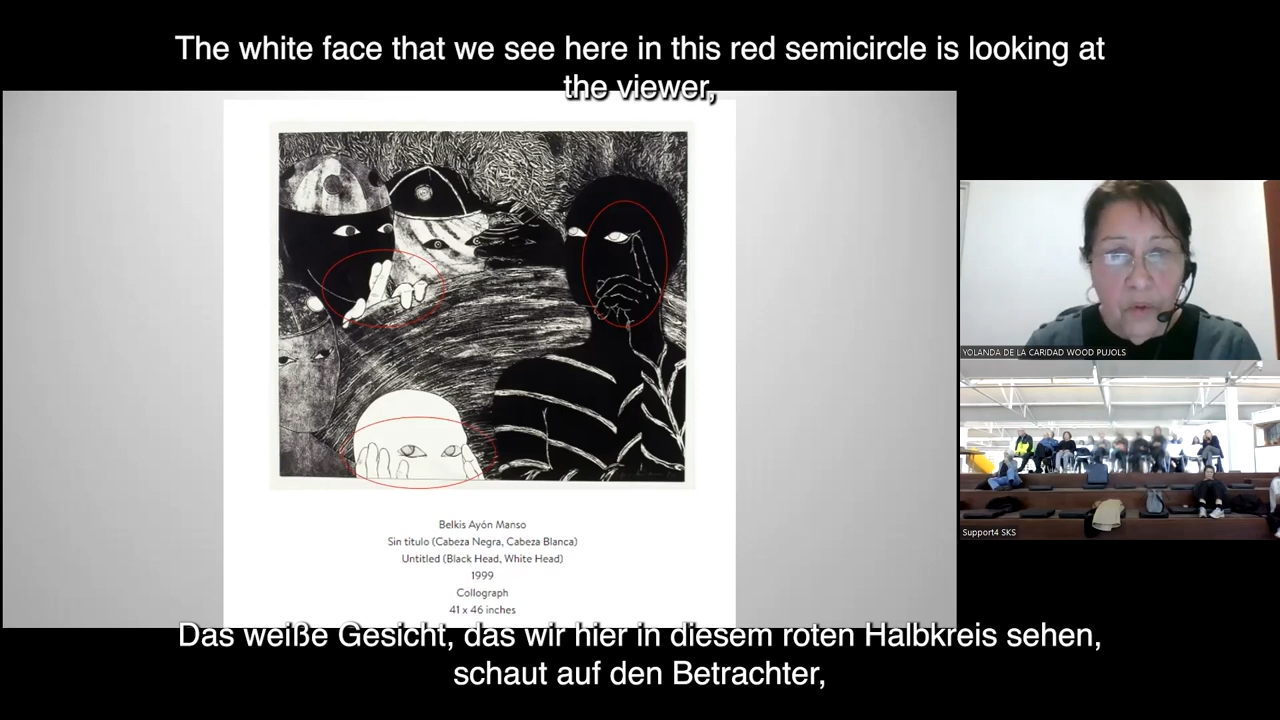 The white face that we see here in this red semicircle is looking at
the viewer,
YOLANDA DE LA CARIDAD WOOD PUJOLS
Support4 SKS
Belkis Ayón Manso
Sin titulo (Cabeza Negra, Cabeza Blanca)
Untitled (Black Head, White Head)
1999
Collograph
41 x 46 inches
Das weiße Gesicht, das wir hier in diesem roten Halbkreis sehen,
schaut auf den Betrachter,